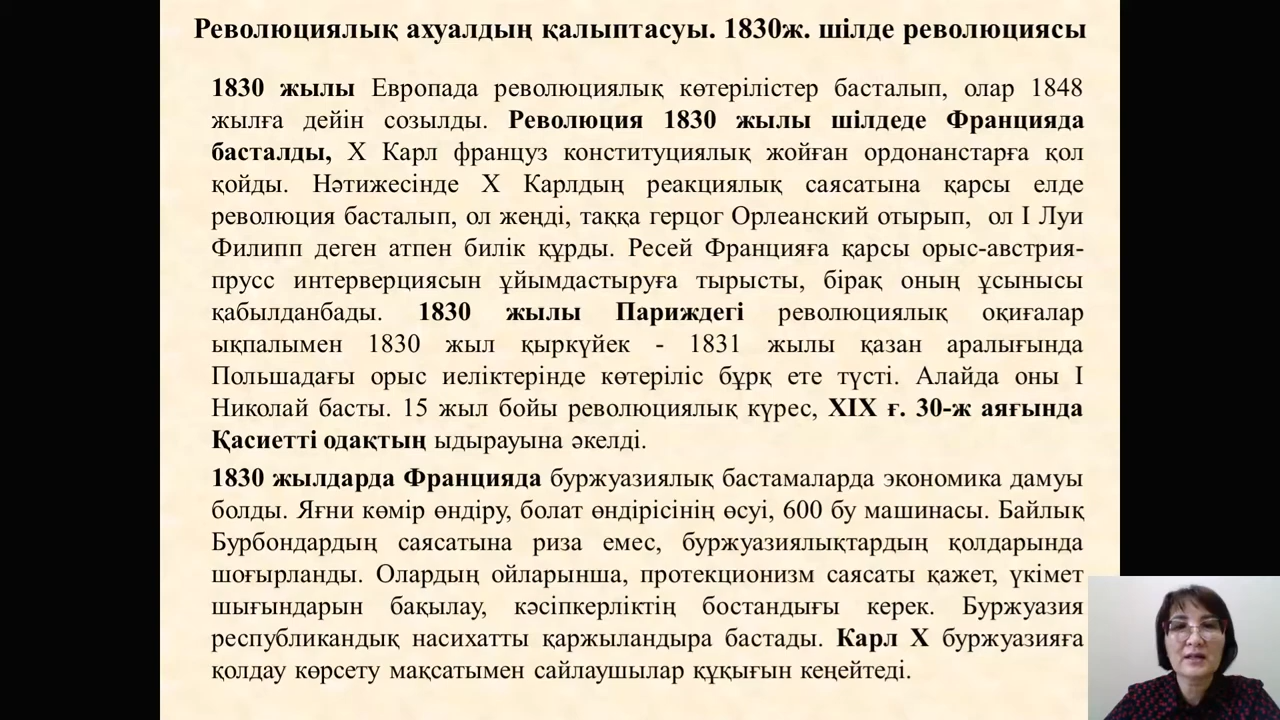 Революциялық ахуалдың қалыптасуы. 1830ж. шілде революциясы
1830 жылы Европада революциялық көтерілістер басталып, олар 1848
жылға дейін созылды. Революция 1830 жылы шілдеде Францияда
басталды, X Карл француз конституциялық жойған ордонанстарға қол
қойды. Нәтижесінде X Карлдың реакциялық саясатына қарсы елде
революция басталып, ол жеңді, таққа герцог Орлеанский отырып, ол I Луи
Филипп деген атпен билік құрды. Ресей Францияға қарсы орыс-австрия-
прусс интерверциясын ұйымдастыруға тырысты, бірақ оның ұсынысы
қабылданбады. 1830 жылы Париждегі революциялық оқиғалар
ықпалымен 1830 жыл қыркүйек - 1831 жылы қазан аралығында
Польшадағы орыс иеліктерінде көтеріліс бұрқ ете түсті. Алайда оны I
Николай басты. 15 жыл бойы революциялық күрес, XIX ғ. 30-ж аяғында
Қасиетті одақтың ыдырауына әкелді.
1830 жылдарда Францияда буржуазиялық бастамаларда экономика дамуы
болды. Яғни көмір өндіру, болат өндірісінің өсуі, 600 бу машинасы. Байлық
Бурбондардың саясатына риза емес, буржуазиялықтардың қолдарында
шоғырланды. Олардың ойларынша, протекционизм саясаты қажет, үкімет
шығындарын бақылау, кәсіпкерліктің бостандығы керек. Буржуазия
республикандық насихатты қаржыландыра бастады. Карл X буржуазияға
қолдау көрсету мақсатымен сайлаушылар құқығын кеңейтеді.